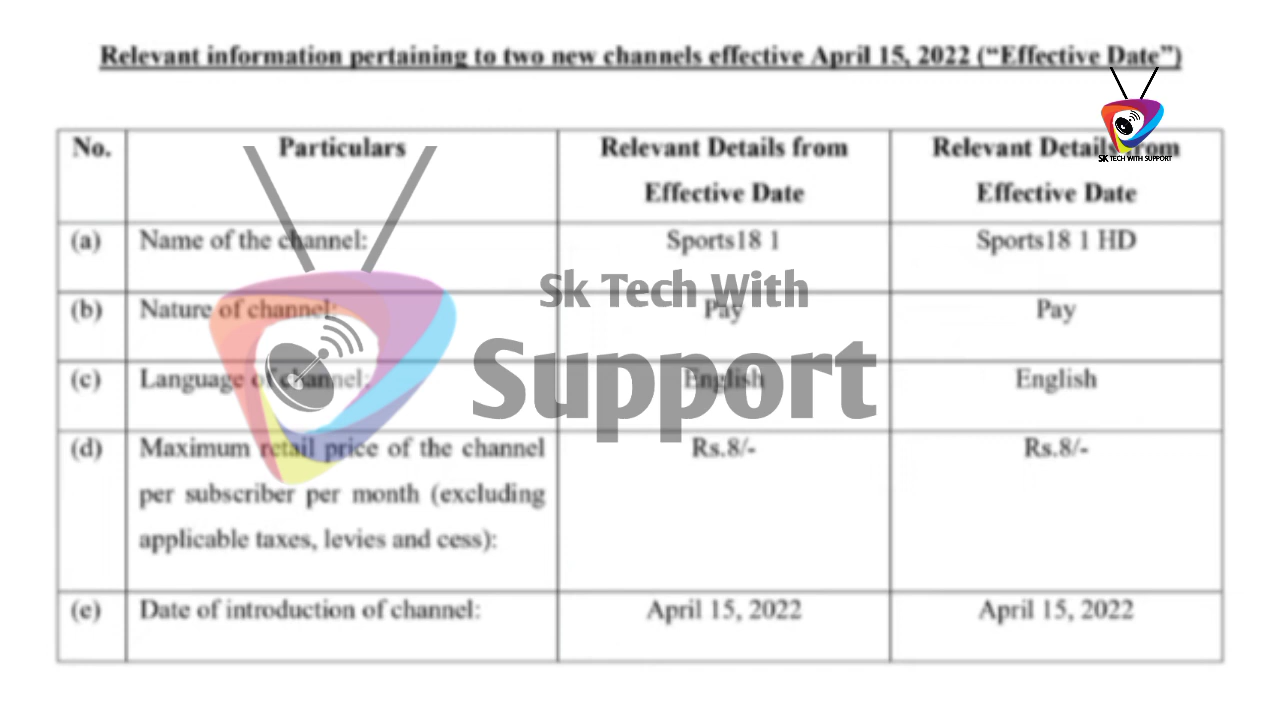 Relevant information pertaining to two new channels effective April 15, 2022 (“Effective Date”)
SK TECH WITH SUPPORT
No. Particulars Relevant Details from Effective Date Relevant Details from Effective Date
(a) Name of the channel: Sports18 1 Sports18 1 HD
Sk Tech With
Support
(b) Nature of channel: Pay Pay
(c) Language of channel: English English
(d) Maximum retail price of the channel Rs.8/- Rs.8/-
per subscriber per month (excluding
applicable taxes, levies and cess):
(e) Date of introduction of channel: April 15, 2022 April 15, 2022